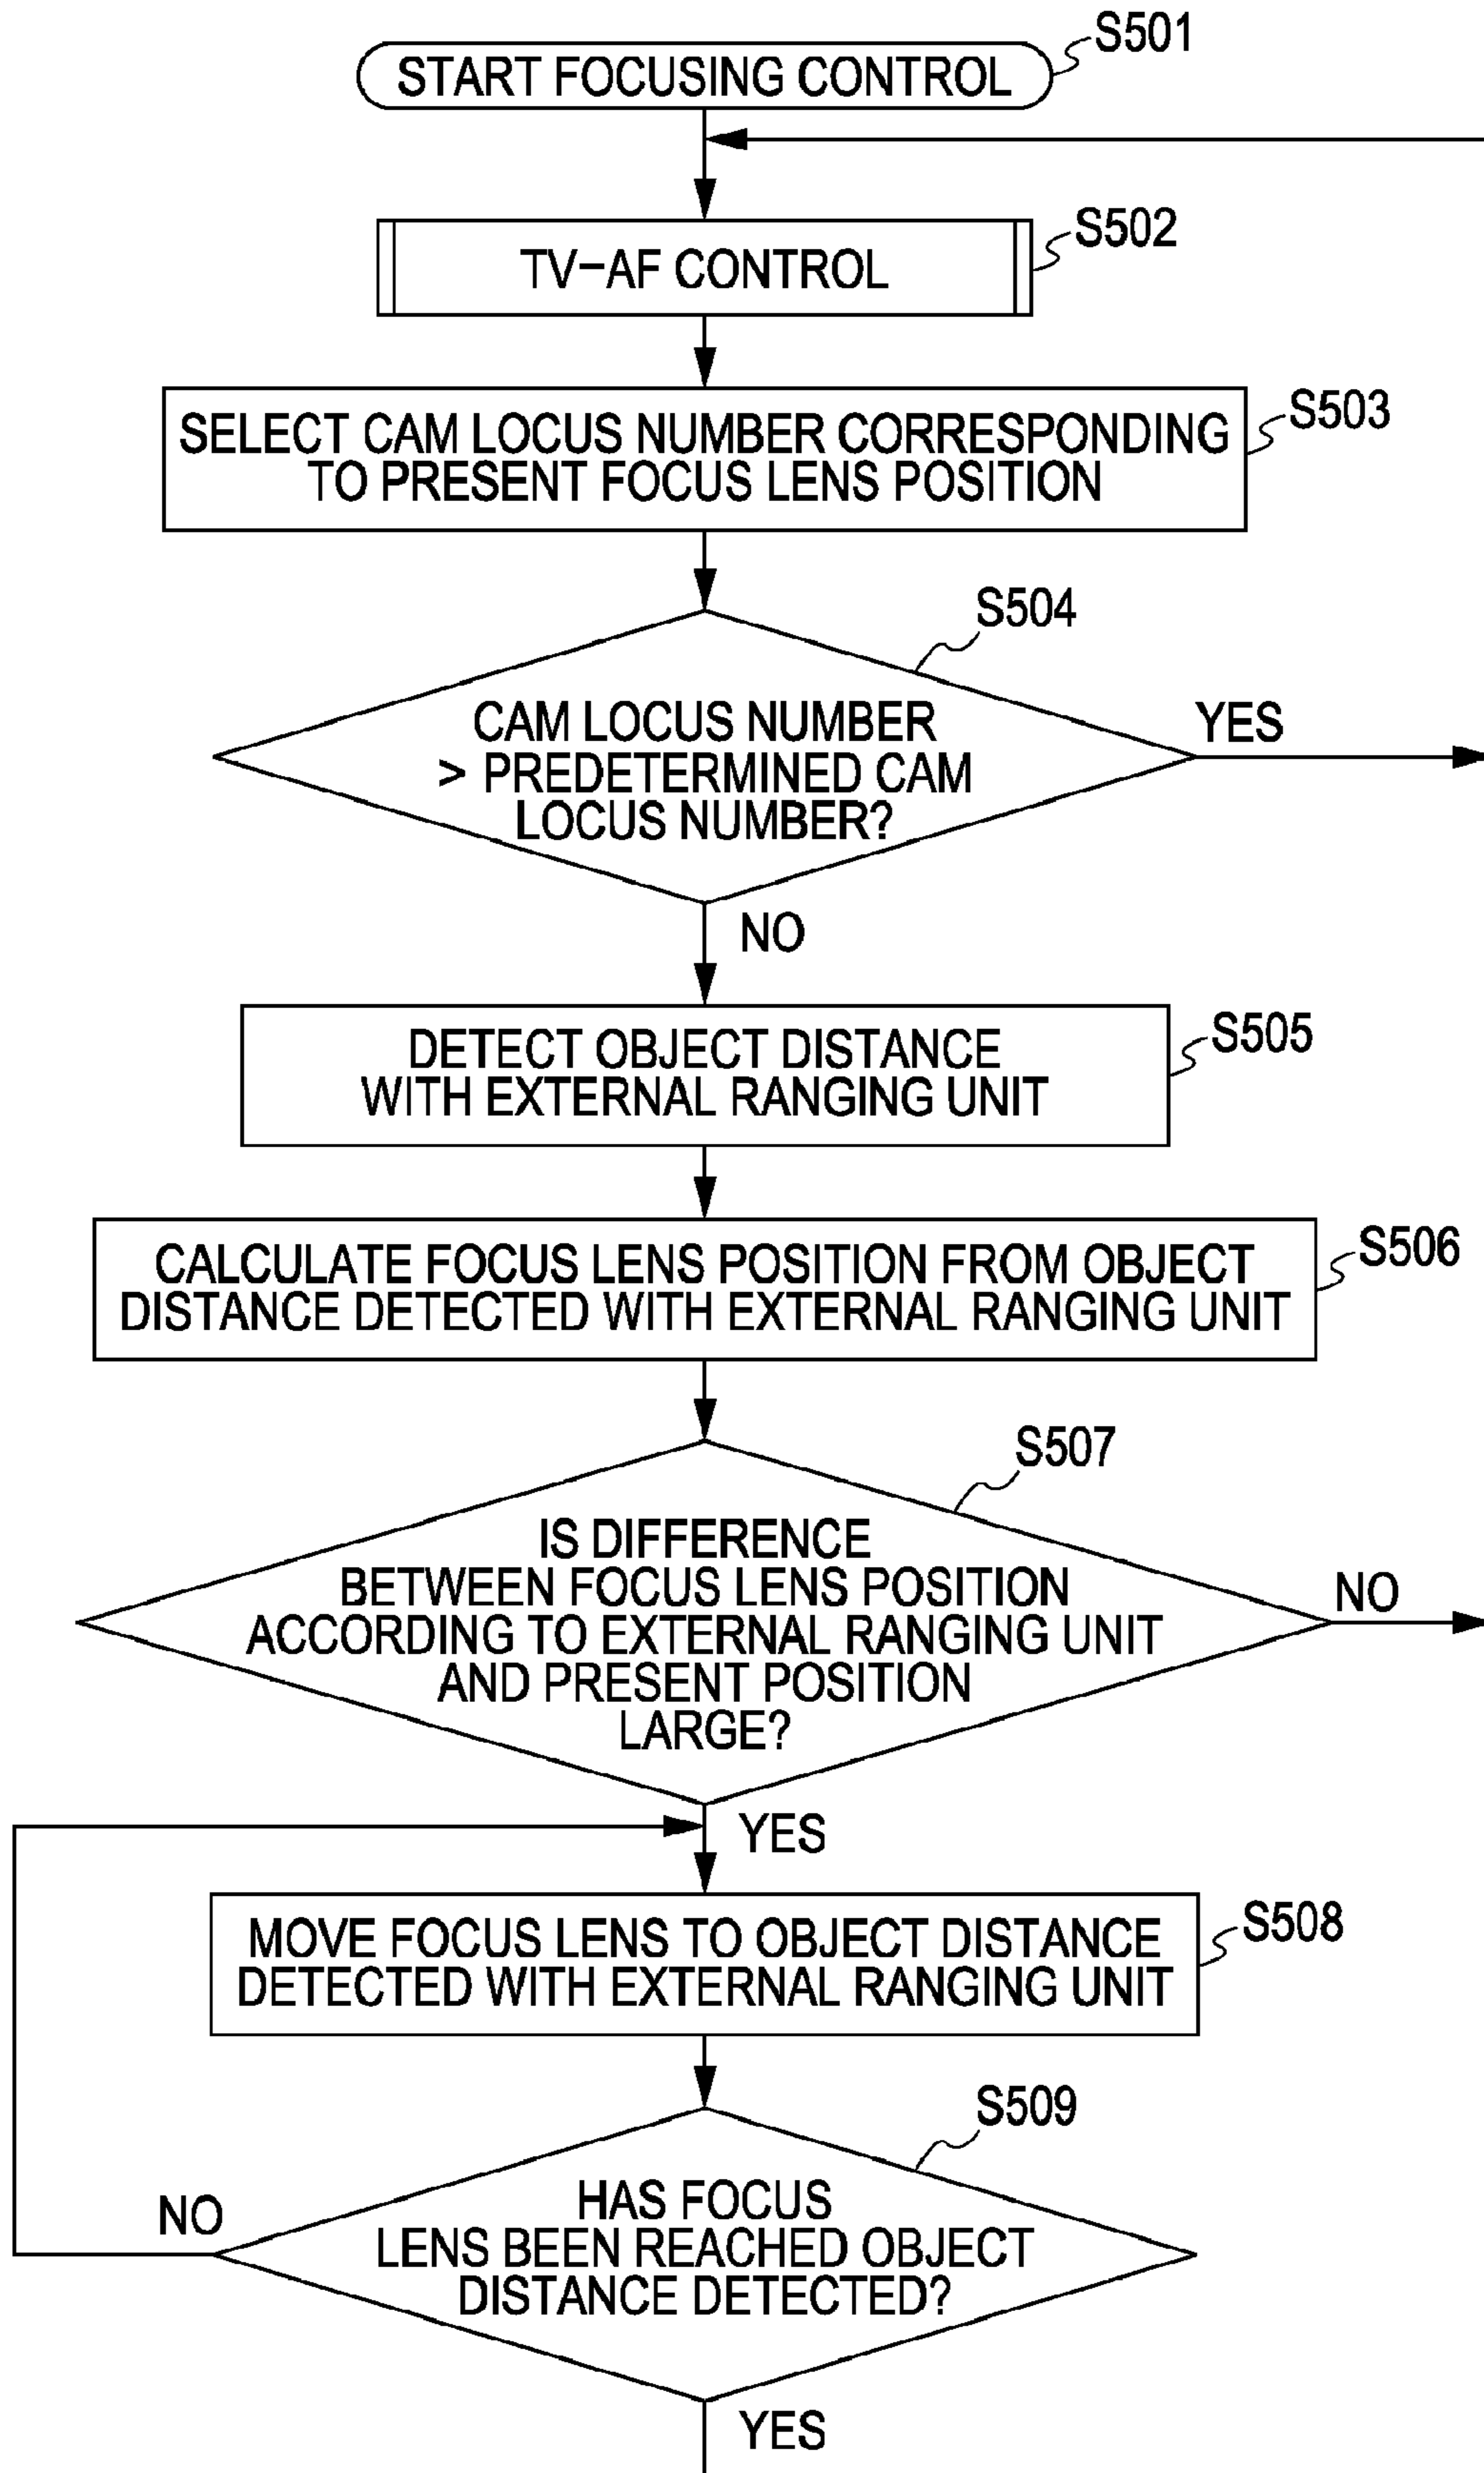 START FOCUSING CONTROL
S501
TV-AF CONTROL
S502
SELECT CAM LOCUS NUMBER CORRESPONDING
TO PRESENT FOCUS LENS POSITION
S503
S504
CAM LOCUS NUMBER
> PREDETERMINED CAM
LOCUS NUMBER?
YES
NO
DETECT OBJECT DISTANCE
WITH EXTERNAL RANGING UNIT
S505
CALCULATE FOCUS LENS POSITION FROM OBJECT
DISTANCE DETECTED WITH EXTERNAL RANGING UNIT
S506
S507
IS DIFFERENCE
BETWEEN FOCUS LENS POSITION
ACCORDING TO EXTERNAL RANGING UNIT
AND PRESENT POSITION
LARGE?
NO
YES
MOVE FOCUS LENS TO OBJECT DISTANCE
DETECTED WITH EXTERNAL RANGING UNIT
S508
S509
HAS FOCUS
LENS BEEN REACHED OBJECT
DISTANCE DETECTED?
NO
YES